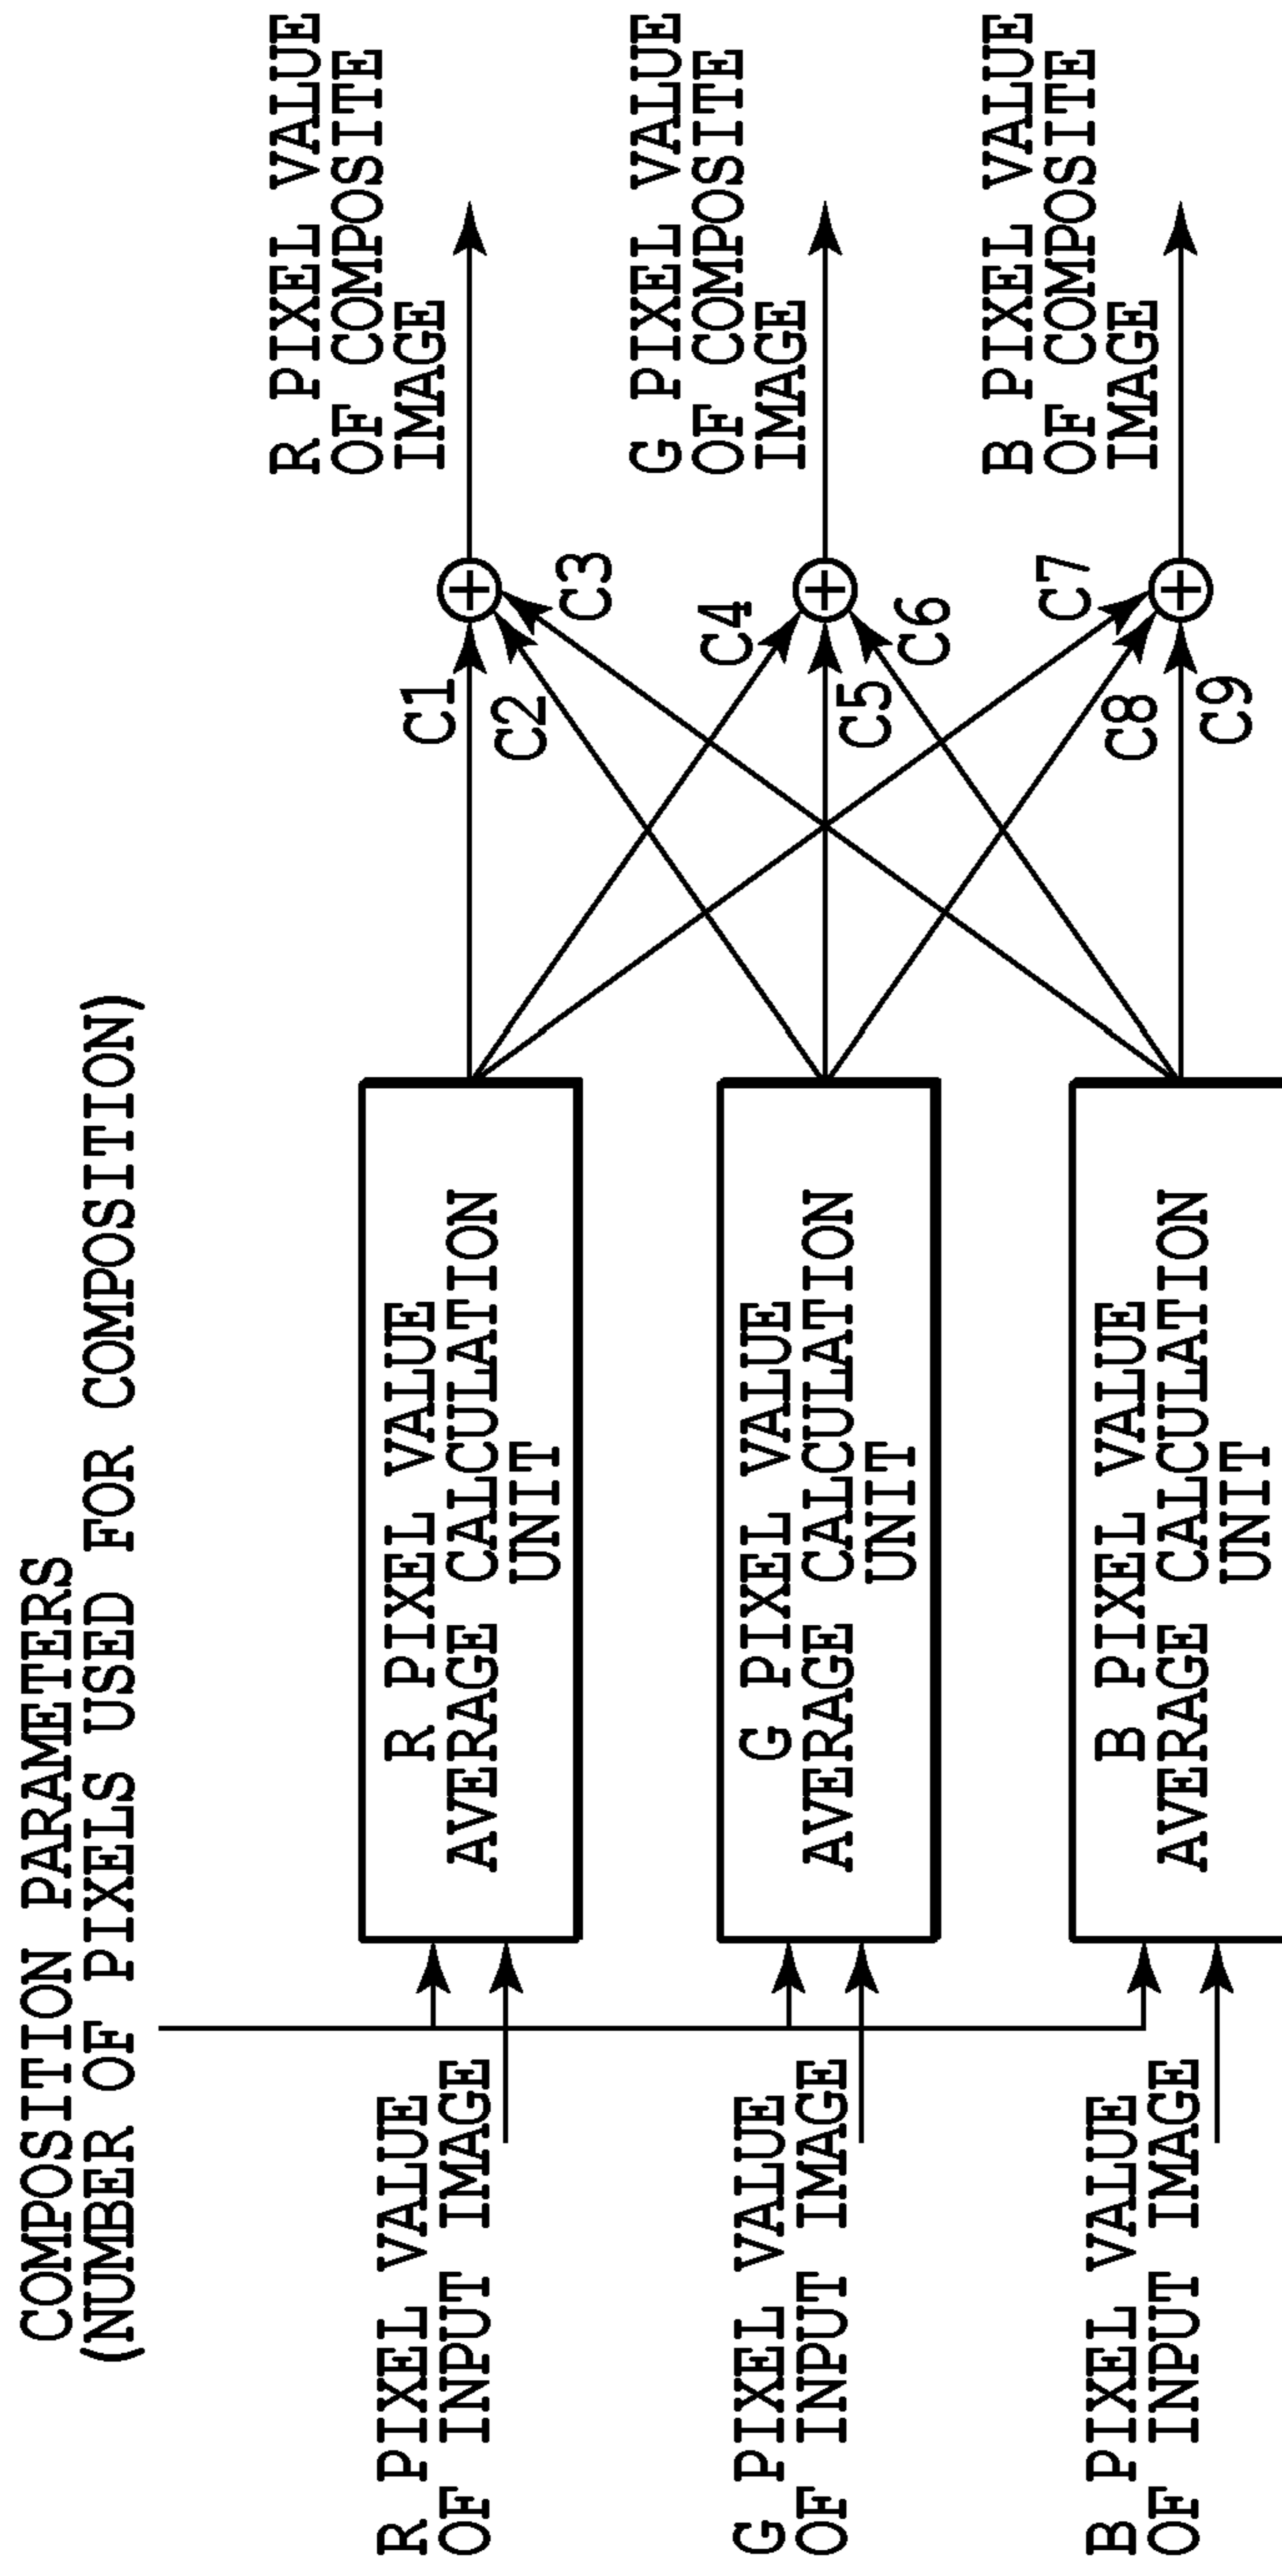 COMPOSITION PARAMETERS
(NUMBER OF PIXELS USED FOR COMPOSITION)
R PIXEL VALUE
OF INPUT IMAGE
R PIXEL VALUE
AVERAGE CALCULATION
UNIT
C1
C2
C3
R PIXEL VALUE
OF COMPOSITE
IMAGE
G PIXEL VALUE
OF INPUT IMAGE
G PIXEL VALUE
AVERAGE CALCULATION
UNIT
C4
C5
C6
G PIXEL VALUE
OF COMPOSITE
IMAGE
B PIXEL VALUE
OF INPUT IMAGE
B PIXEL VALUE
AVERAGE CALCULATION
UNIT
C7
C8
C9
B PIXEL VALUE
OF COMPOSITE
IMAGE